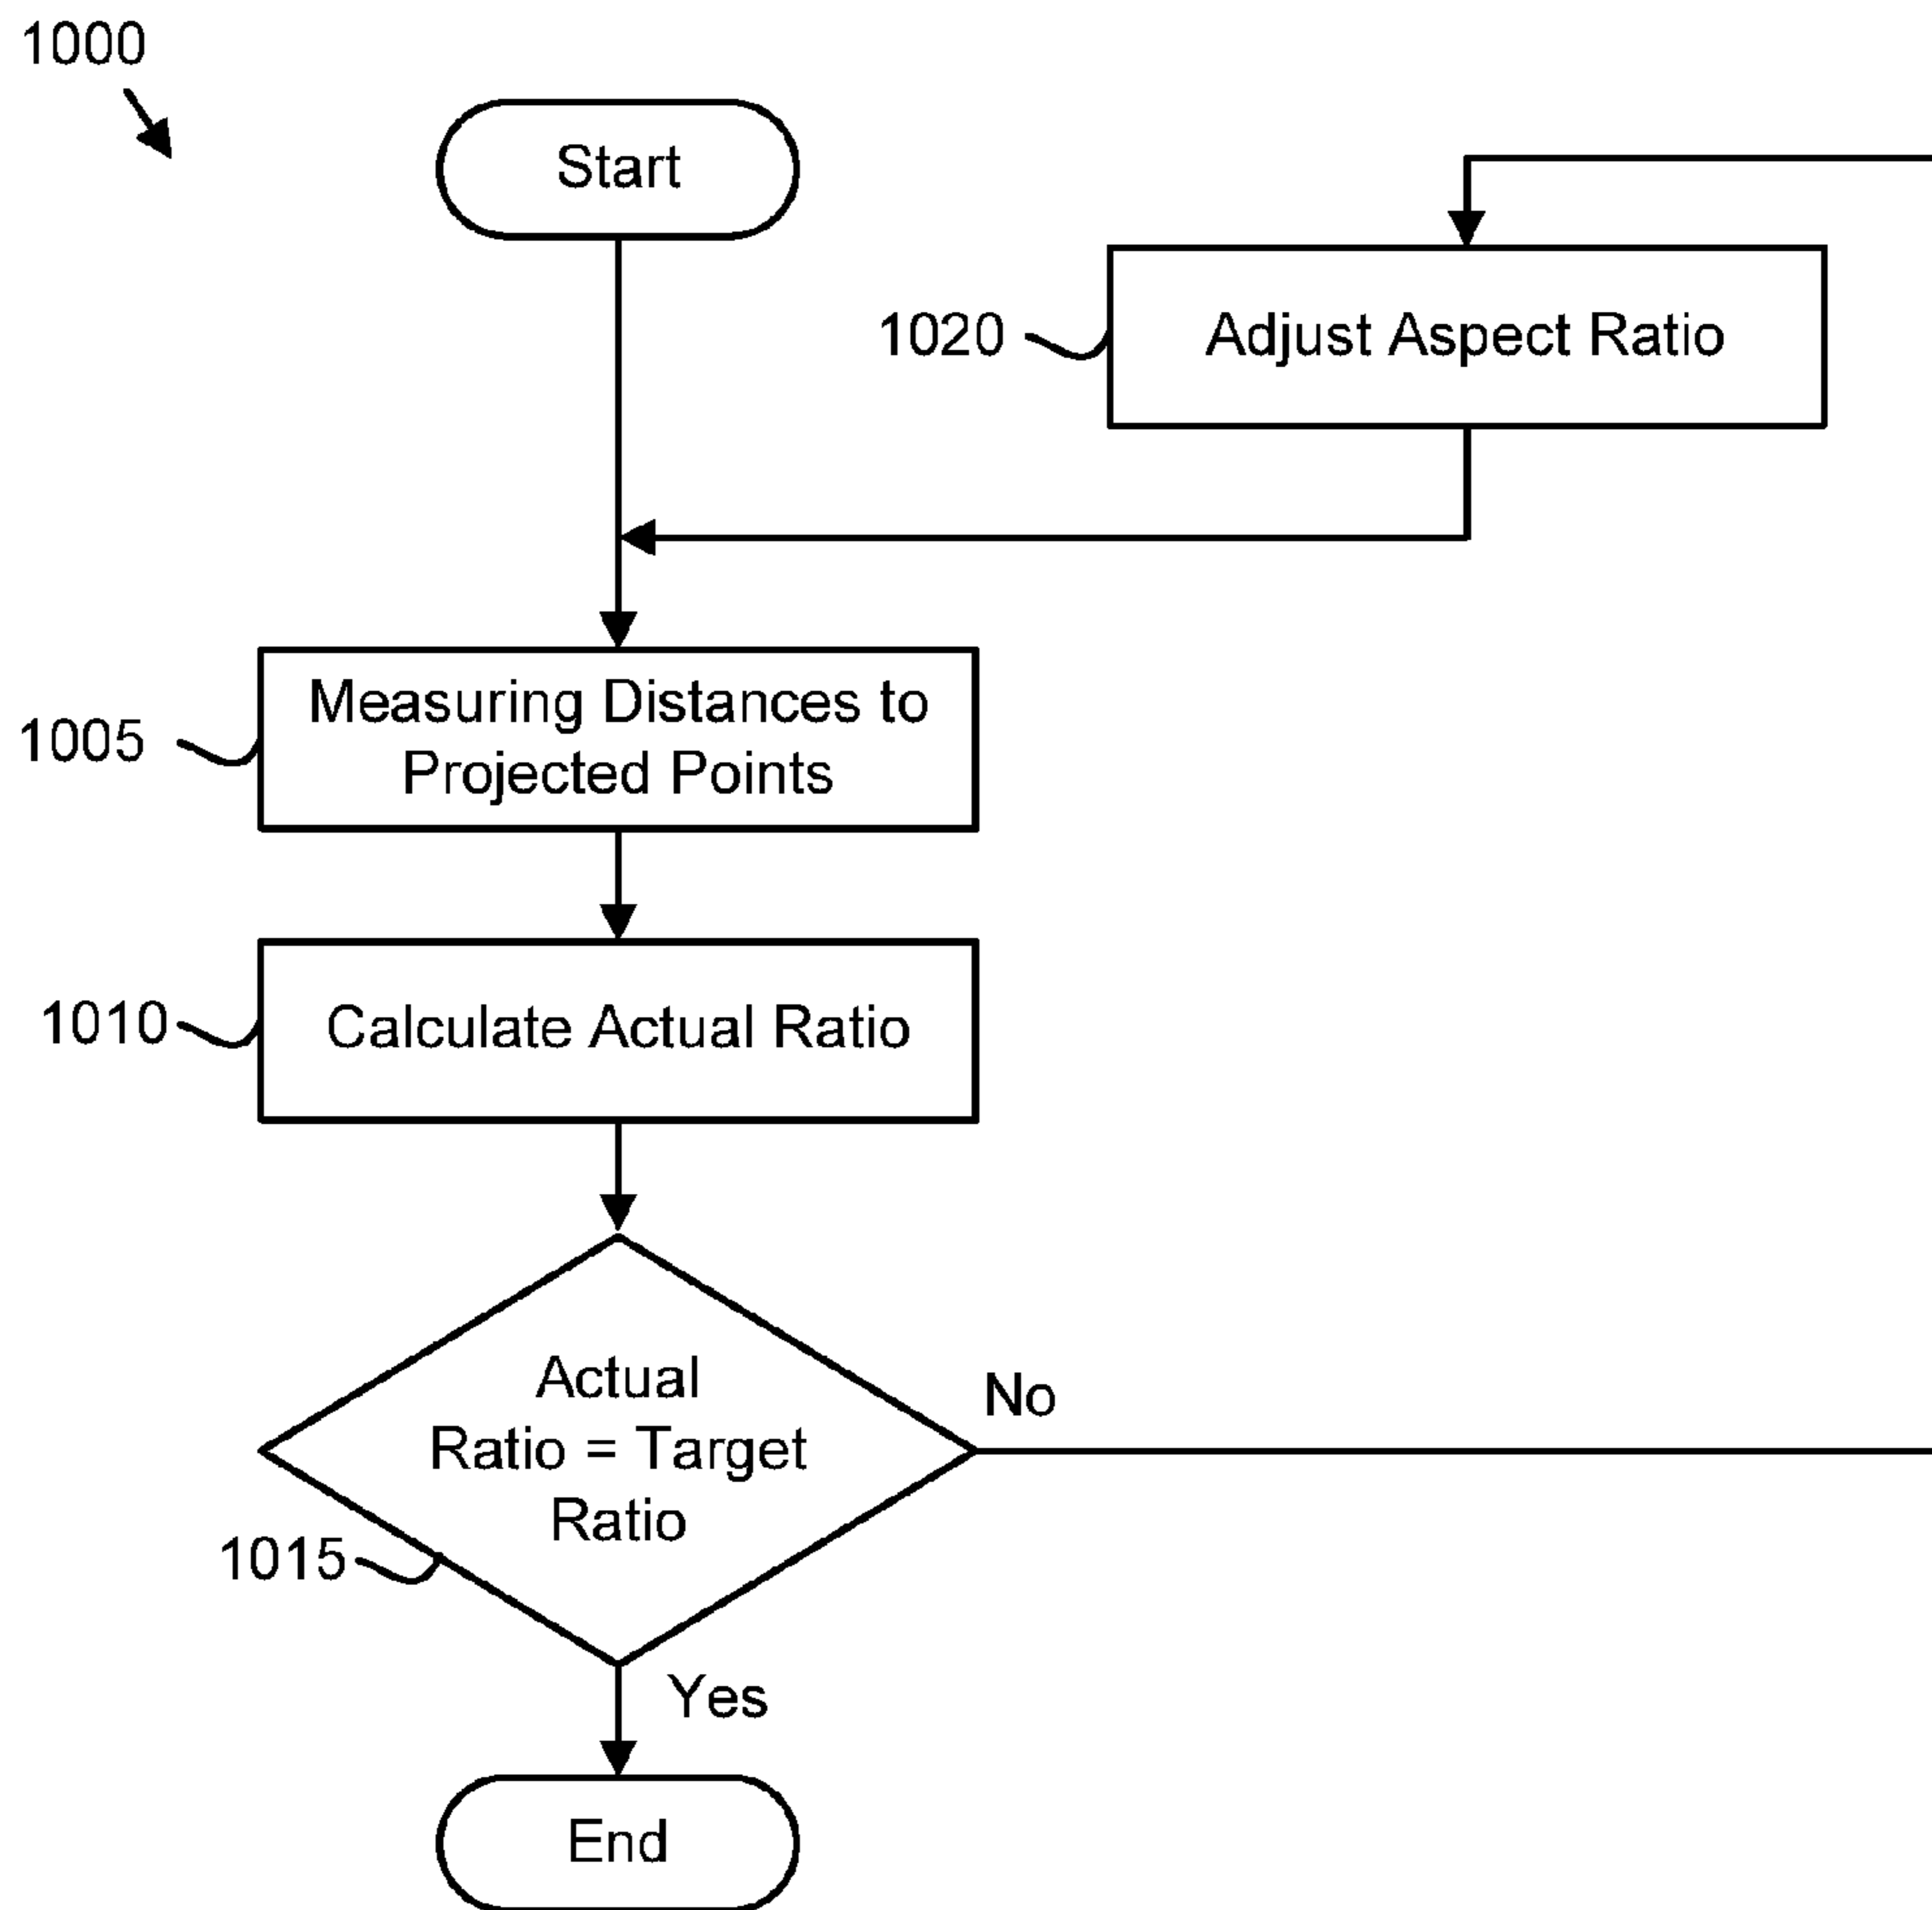 1000
Start
1020
Adjust Aspect Ratio
1005
Measuring Distances to
Projected Points
1010
Calculate Actual Ratio
Actual
Ratio = Target
Ratio
No
1015
Yes
End